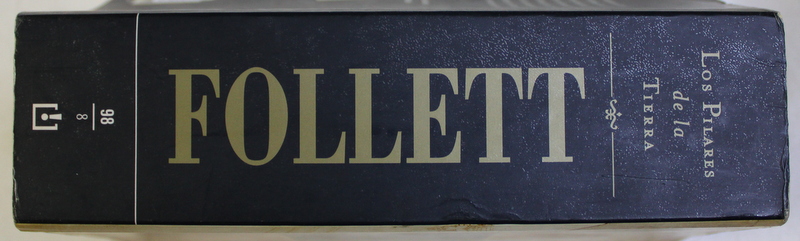 FOLLETT
Los Pilares
de la
Tierra
98
8